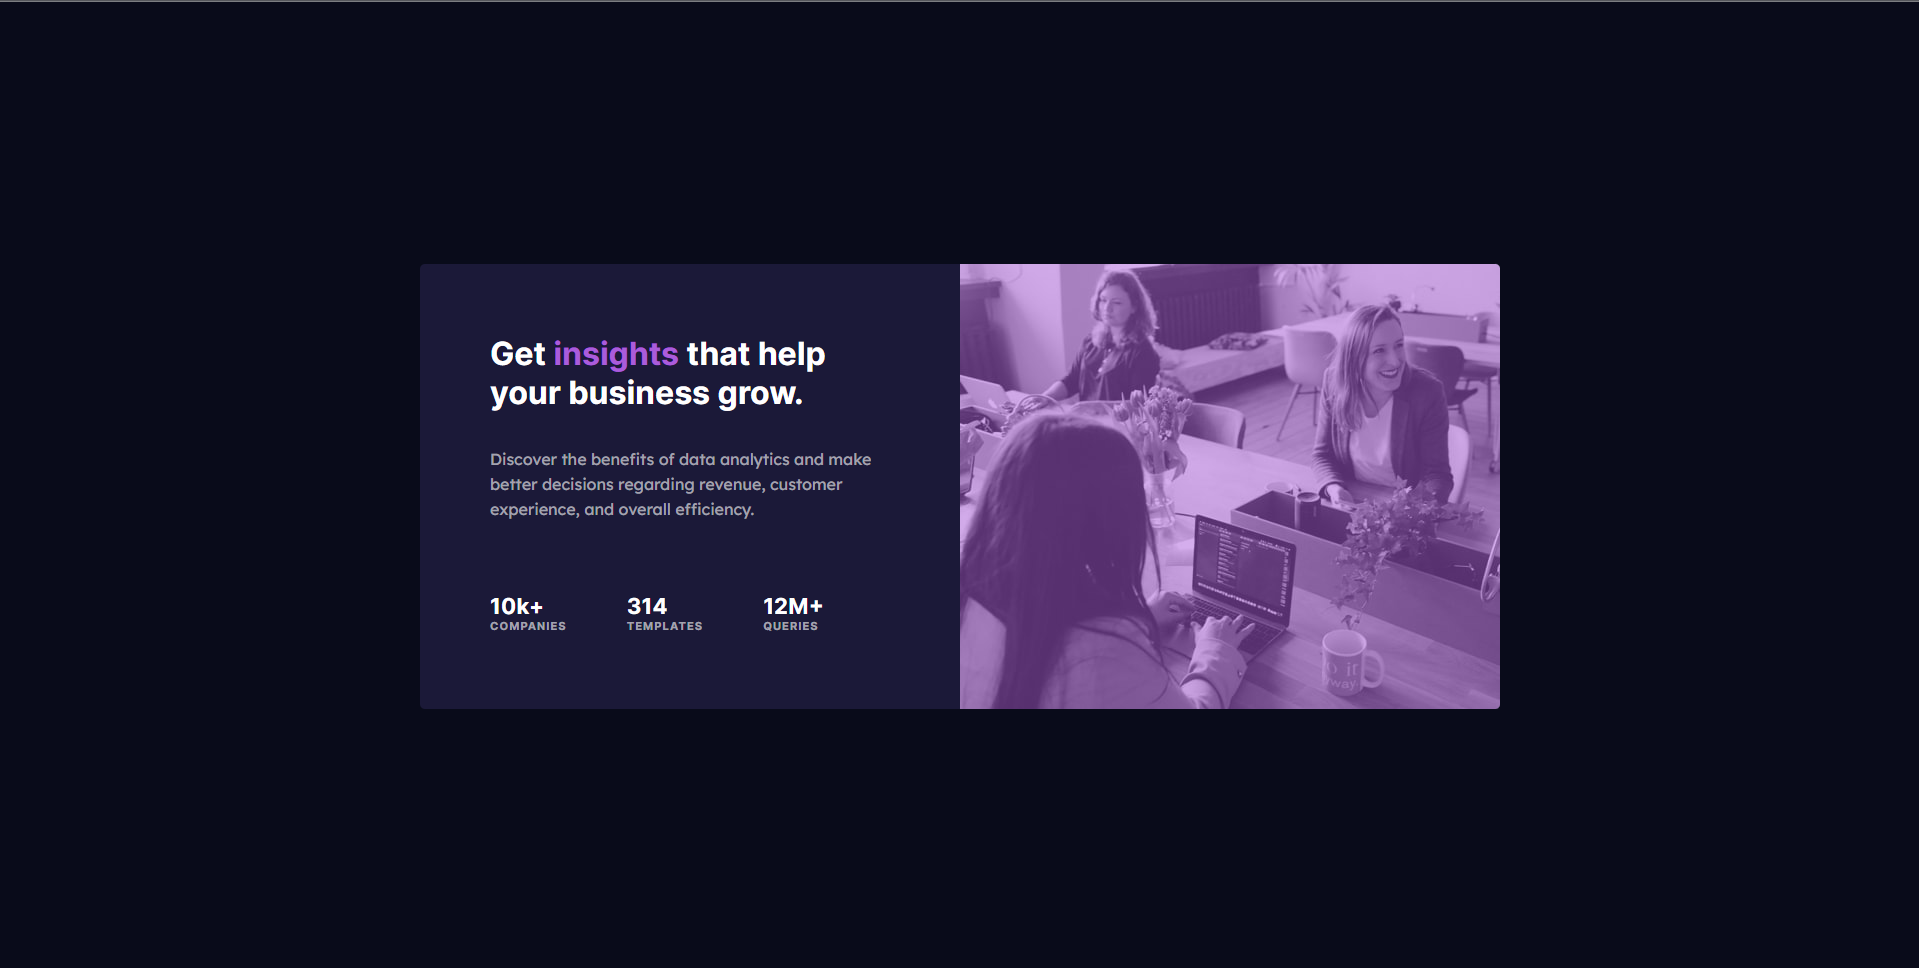 Get insights that help
your business grow.
Discover the benefits of data analytics and make
better decisions regarding revenue, customer
experience, and overall efficiency.
10k+ 314 12M+
COMPANIES TEMPLATES QUERIES